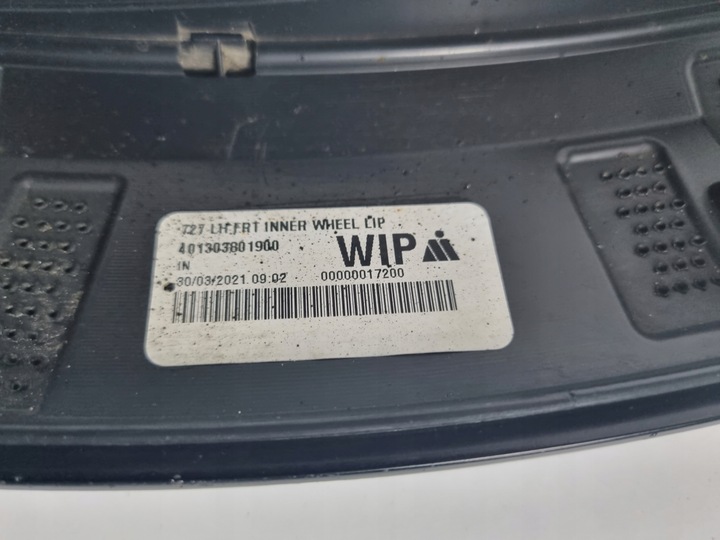 727 LH FRT INNER WHEEL LIP
401303801900
IN
WIP
30/03/2021 09:02
00000017200